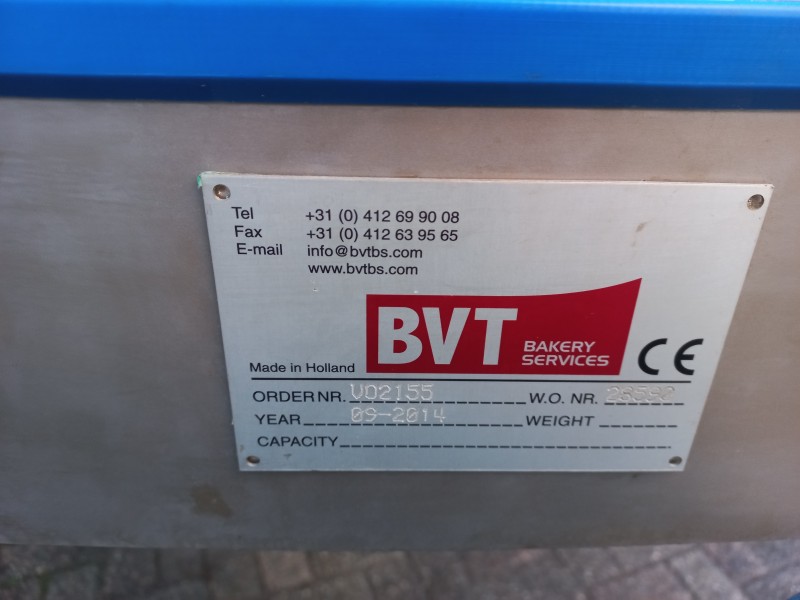 Tel +31 (0) 412 69 90 08
Fax +31 (0) 412 63 95 65
E-mail info@bvtbs.com
www.bvtbs.com
BVT BAKERY
SERVICES
CE
Made in Holland
ORDER NR. VO2155 W.O. NR.
YEAR 09-2014 WEIGHT
CAPACITY